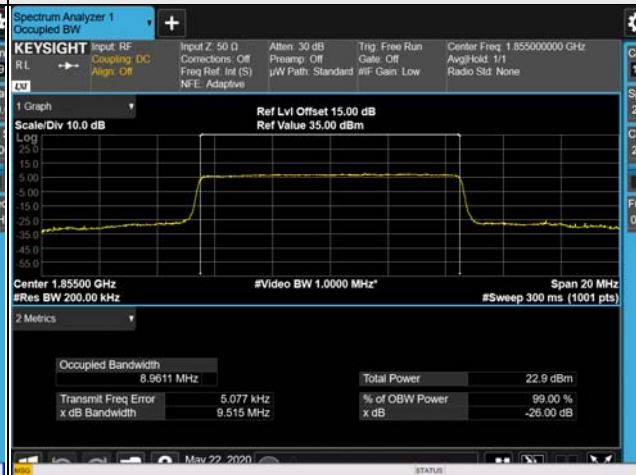 Spectrum Analyzer 1
Occupied BW
KEYSIGHT
RL
LXI
Input: RF
Coupling: DC
Align: Off
Input Z: 50 Ω
Corrections: Off
Freq Ref: Int (S)
NFE: Adaptive
Atten: 30 dB
Preamp: Off
µW Path: Standard
Trig: Free Run
Gate: Off
#IF Gain: Low
Center Freq: 1.855000000 GHz
Avg|Hold: 1/1
Radio Std: None
1 Graph
Scale/Div 10.0 dB
Ref Lvl Offset 15.00 dB
Ref Value 35.00 dBm
Log
25.0
15.0
5.00
-5.00
-15.0
-25.0
-35.0
-45.0
-55.0
Center 1.85500 GHz
#Res BW 200.00 kHz
#Video BW 1.0000 MHz*
Span 20 MHz
#Sweep 300 ms (1001 pts)
2 Metrics
Occupied Bandwidth
8.9611 MHz
Total Power 22.9 dBm
Transmit Freq Error 5.077 kHz
% of OBW Power 99.00 %
x dB Bandwidth 9.515 MHz
x dB -26.00 dB
May 22, 2020
MSG
STATUS